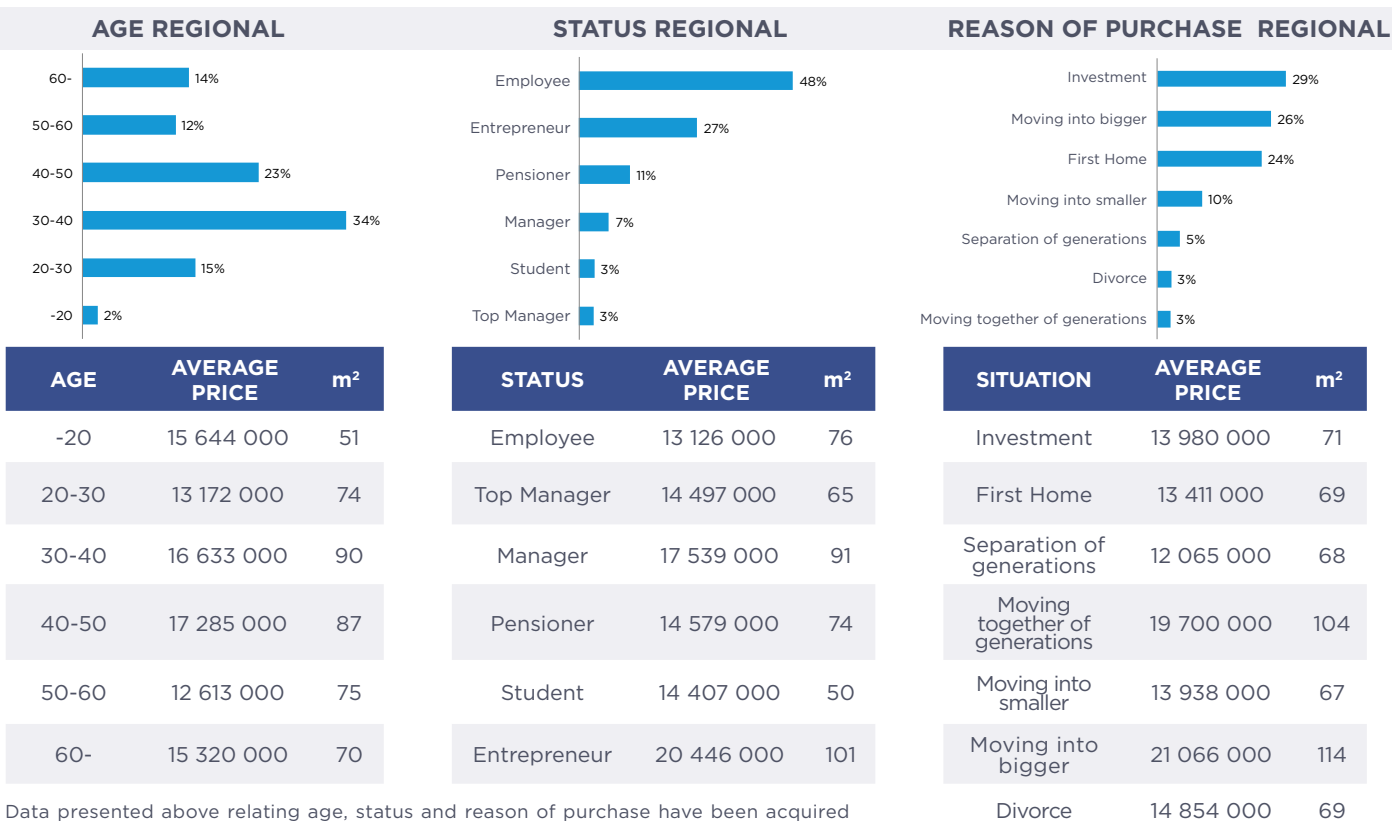 AGE REGIONAL
60- 14%
50-60 12%
40-50 23%
30-40 34%
20-30 15%
-20 2%
AGE AVERAGE PRICE m²
-20 15 644 000 51
20-30 13 172 000 74
30-40 16 633 000 90
40-50 17 285 000 87
50-60 12 613 000 75
60- 15 320 000 70
STATUS REGIONAL
Employee 48%
Entrepreneur 27%
Pensioner 11%
Manager 7%
Student 3%
Top Manager 3%
STATUS AVERAGE PRICE m²
Employee 13 126 000 76
Top Manager 14 497 000 65
Manager 17 539 000 91
Pensioner 14 579 000 74
Student 14 407 000 50
Entrepreneur 20 446 000 101
REASON OF PURCHASE REGIONAL
Investment 29%
Moving into bigger 26%
First Home 24%
Moving into smaller 10%
Separation of generations 5%
Divorce 3%
Moving together of generations 3%
SITUATION AVERAGE PRICE m²
Investment 13 980 000 71
First Home 13 411 000 69
Separation of generations 12 065 000 68
Moving together of generations 19 700 000 104
Moving into smaller 13 938 000 67
Moving into bigger 21 066 000 114
Divorce 14 854 000 69
Data presented above relating age, status and reason of purchase have been acquired